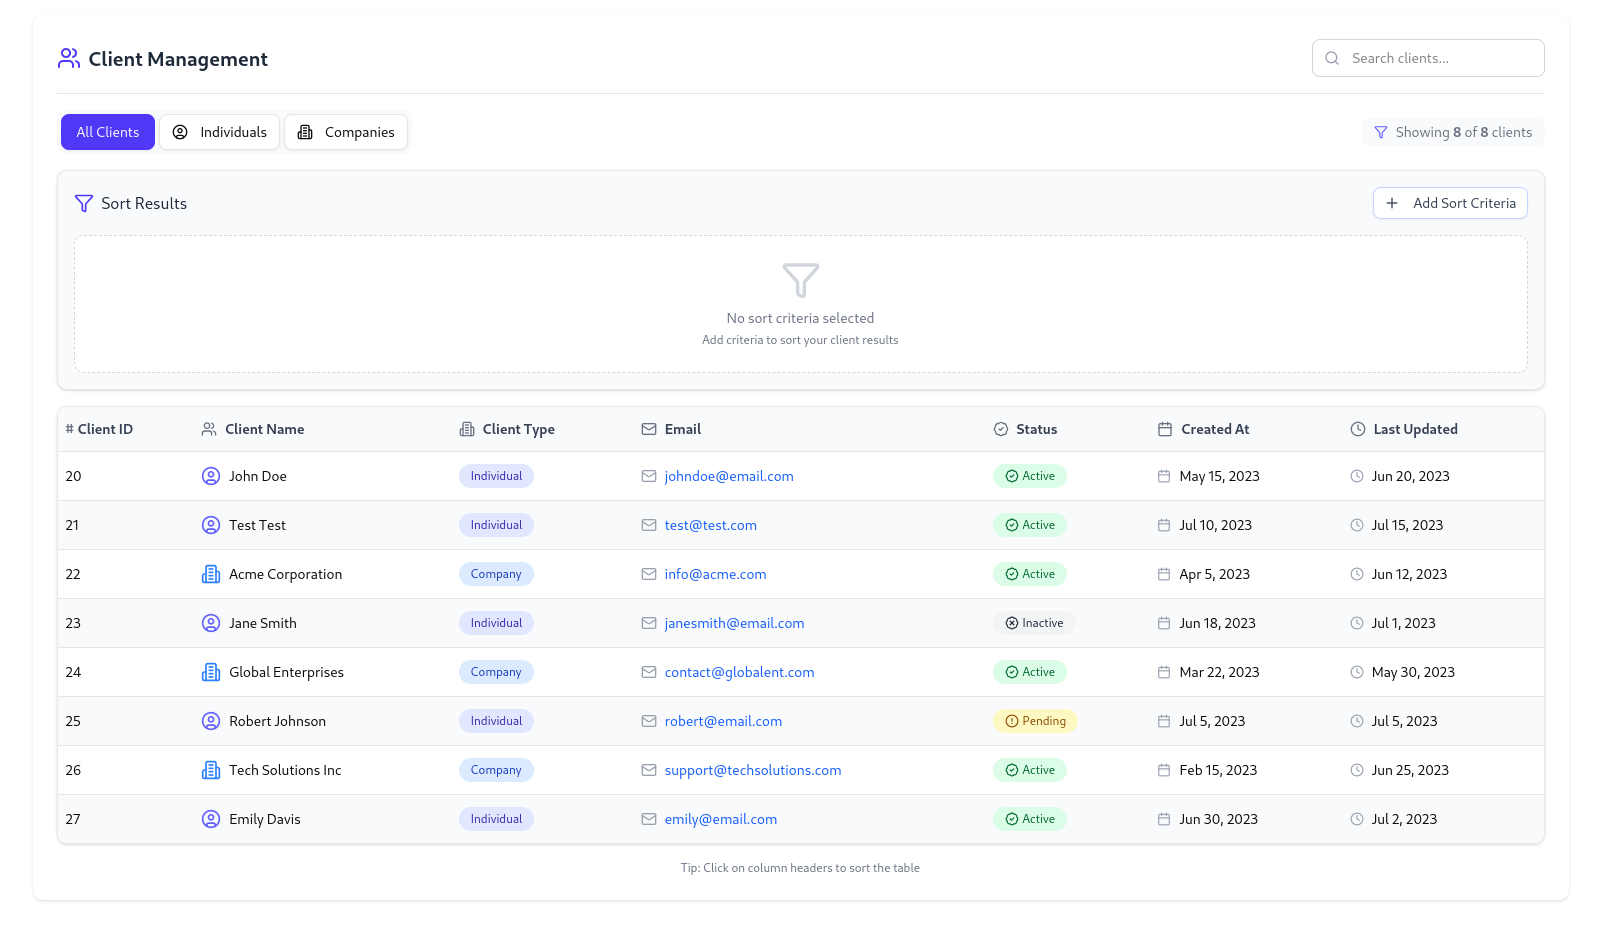 Client Management
Search clients...
All Clients Individuals Companies
Showing 8 of 8 clients
Sort Results
Add Sort Criteria
No sort criteria selected
Add criteria to sort your client results
# Client ID Client Name Client Type Email Status Created At Last Updated
20 John Doe Individual johndoe@email.com Active May 15, 2023 Jun 20, 2023
21 Test Test Individual test@test.com Active Jul 10, 2023 Jul 15, 2023
22 Acme Corporation Company info@acme.com Active Apr 5, 2023 Jun 12, 2023
23 Jane Smith Individual janesmith@email.com Inactive Jun 18, 2023 Jul 1, 2023
24 Global Enterprises Company contact@globalent.com Active Mar 22, 2023 May 30, 2023
25 Robert Johnson Individual robert@email.com Pending Jul 5, 2023 Jul 5, 2023
26 Tech Solutions Inc Company support@techsolutions.com Active Feb 15, 2023 Jun 25, 2023
27 Emily Davis Individual emily@email.com Active Jun 30, 2023 Jul 2, 2023
Tip: Click on column headers to sort the table